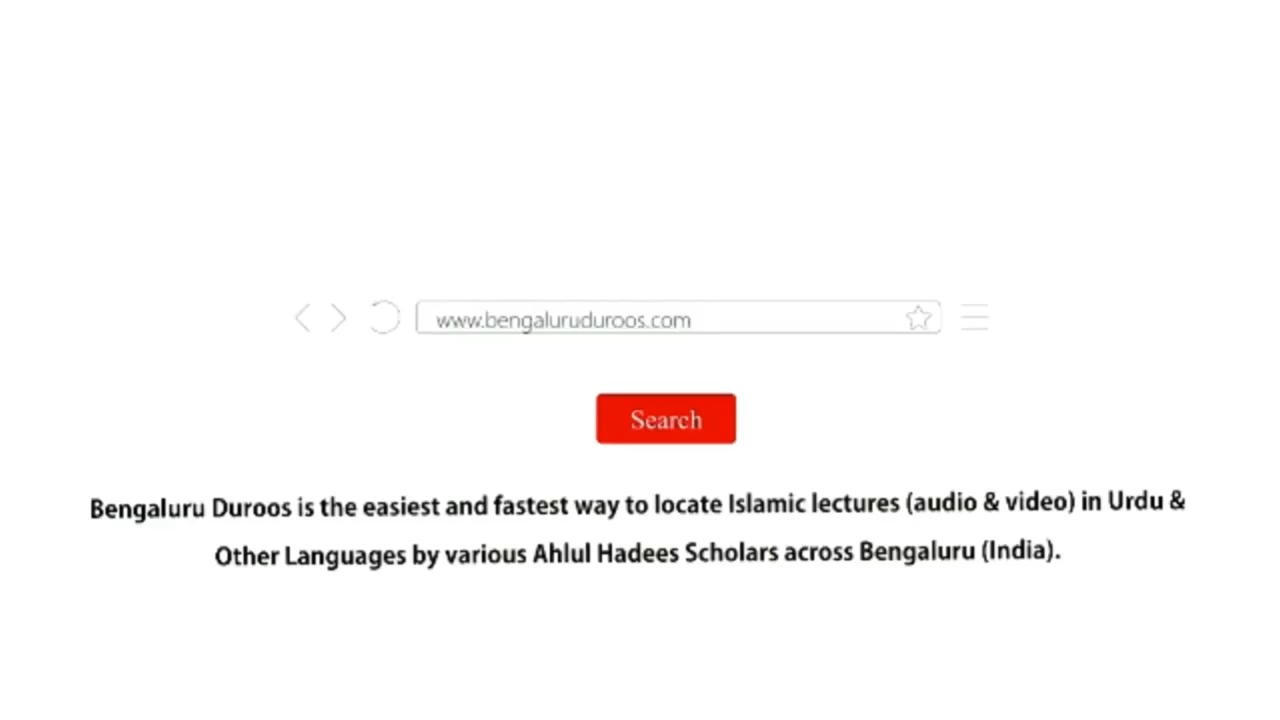 www.bengaluruduroos.com
Search
Bengaluru Duroos is the easiest and fastest way to locate Islamic lectures (audio & video) in Urdu &
Other Languages by various Ahlul Hadees Scholars across Bengaluru (India).